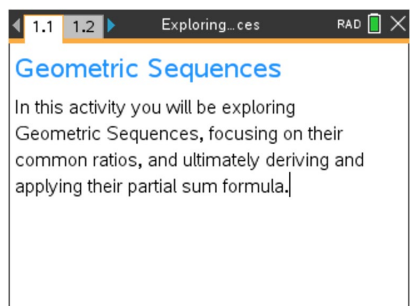 1.1 1.2 Exploring...ces RAD
Geometric Sequences
In this activity you will be exploring
Geometric Sequences, focusing on their
common ratios, and ultimately deriving and
applying their partial sum formula.